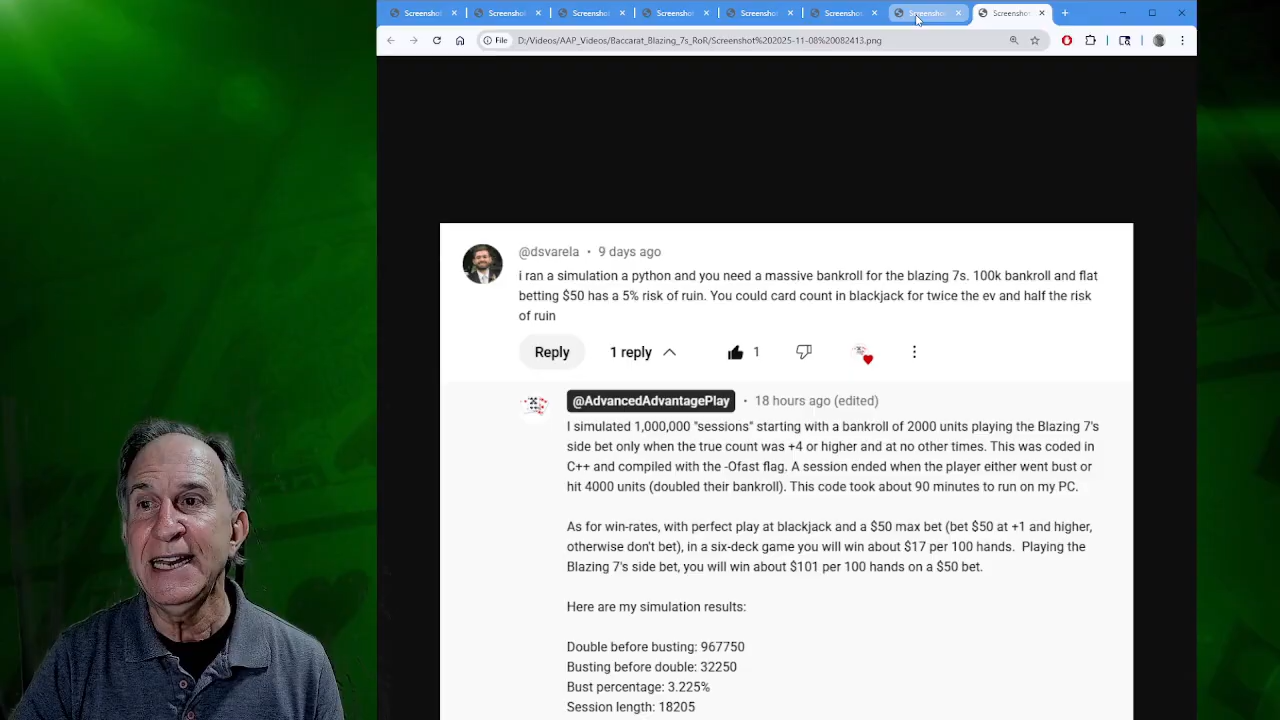 Screenshot
Screenshot
Screenshot
Screenshot
Screenshot
Screenshot
Screenshot
Screenshot
File D:/Videos/AAP_Videos/Baccarat_Blazing_7s_RoR/Screenshot%202025-11-08%20082413.png
@dsvarela • 9 days ago
i ran a simulation a python and you need a massive bankroll for the blazing 7s. 100k bankroll and flat
betting $50 has a 5% risk of ruin. You could card count in blackjack for twice the ev and half the risk
of ruin
Reply 1 reply 1
@AdvancedAdvantagePlay • 18 hours ago (edited)
I simulated 1,000,000 "sessions" starting with a bankroll of 2000 units playing the Blazing 7's
side bet only when the true count was +4 or higher and at no other times. This was coded in
C++ and compiled with the -Ofast flag. A session ended when the player either went bust or
hit 4000 units (doubled their bankroll). This code took about 90 minutes to run on my PC.
As for win-rates, with perfect play at blackjack and a $50 max bet (bet $50 at +1 and higher,
otherwise don't bet), in a six-deck game you will win about $17 per 100 hands. Playing the
Blazing 7's side bet, you will win about $101 per 100 hands on a $50 bet.
Here are my simulation results:
Double before busting: 967750
Busting before double: 32250
Bust percentage: 3.225%
Session length: 18205